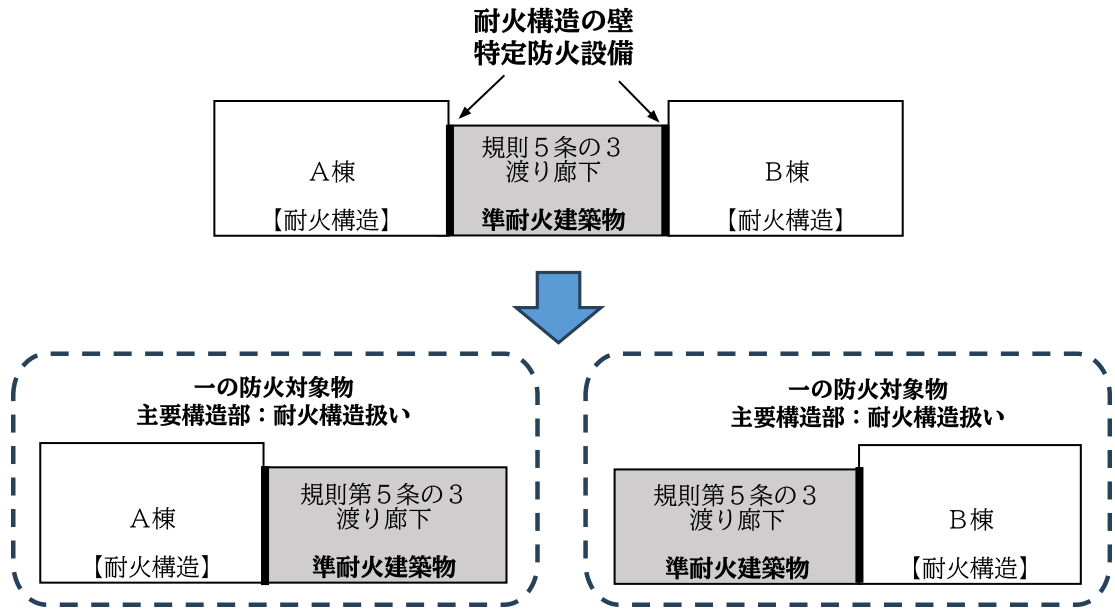 耐火構造の壁
特定防火設備
Ａ棟
【耐火構造】
規則５条の３
渡り廊下
準耐火建築物
Ｂ棟
【耐火構造】
一の防火対象物
主要構造部：耐火構造扱い
Ａ棟
【耐火構造】
規則第５条の３
渡り廊下
準耐火建築物
一の防火対象物
主要構造部：耐火構造扱い
規則第５条の３
渡り廊下
準耐火建築物
Ｂ棟
【耐火構造】